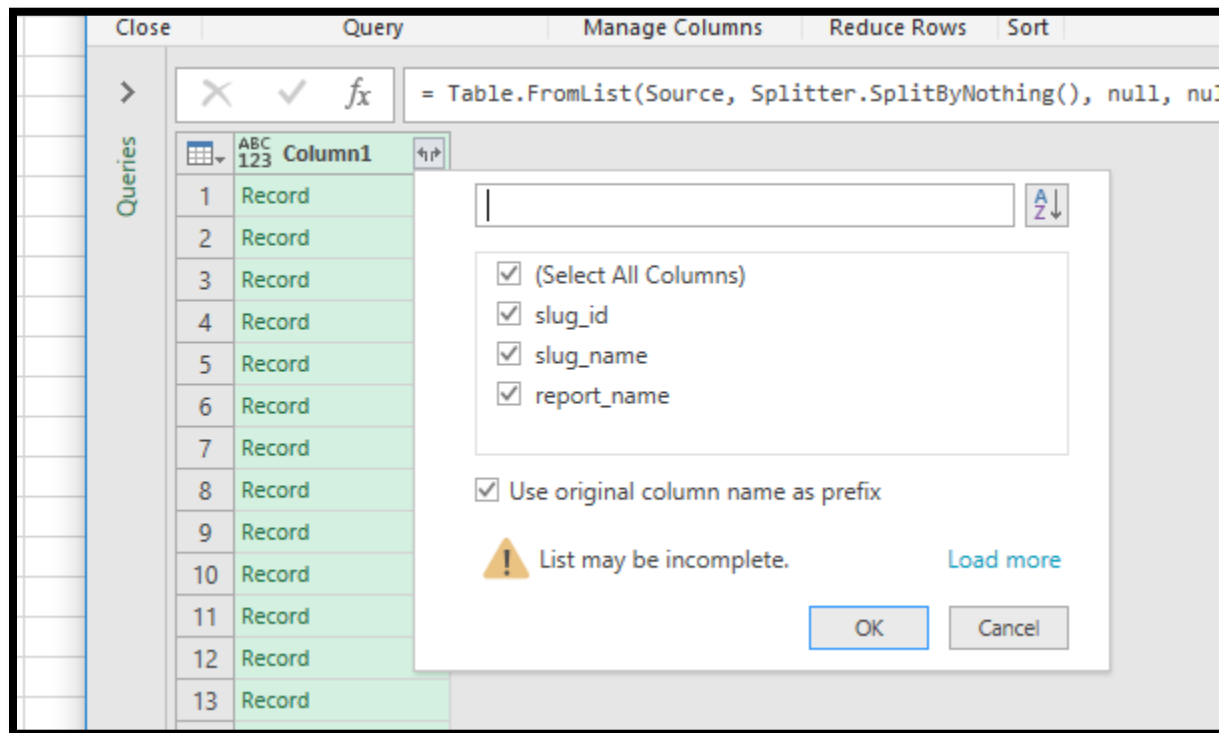 Close Query Manage Columns Reduce Rows Sort
fx = Table.FromList(Source, Splitter.SplitByNothing(), null, nul
Queries
ABC 123 Column1
1 Record
2 Record
3 Record
4 Record
5 Record
6 Record
7 Record
8 Record
9 Record
10 Record
11 Record
12 Record
13 Record
AZ
(Select All Columns)
slug_id
slug_name
report_name
Use original column name as prefix
List may be incomplete. Load more
OK Cancel